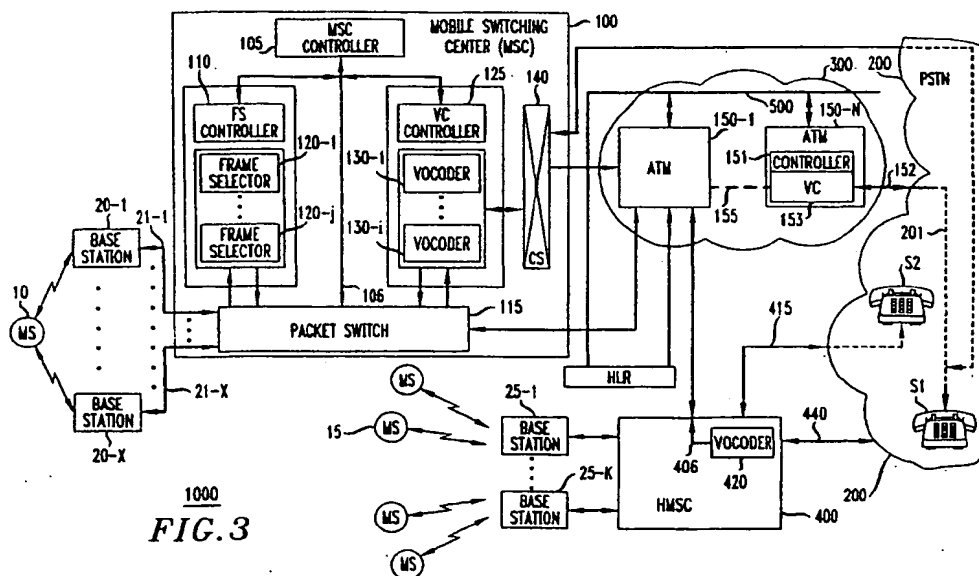 100
MSC
CONTROLLER
105
MOBILE SWITCHING
CENTER (MSC)
110
125
140
FS
CONTROLLER
VC CONTROLLER
120-1
FRAME
SELECTOR
130-1
VOCODER
120-j
FRAME
SELECTOR
130-i
VOCODER
CS
106
115
PACKET SWITCH
20-1
21-1
BASE
STATION
10
MS
BASE
STATION
20-X
21-X
300
200
PSTN
500
150-1
150-N
ATM
ATM
151
CONTROLLER
VC
152
155
153
201
S2
415
S1
HLR
MS
25-1
15
MS
BASE
STATION
25-K
MS
BASE
STATION
MS
406
VOCODER
420
440
HMSC
400
200
1000
FIG.3